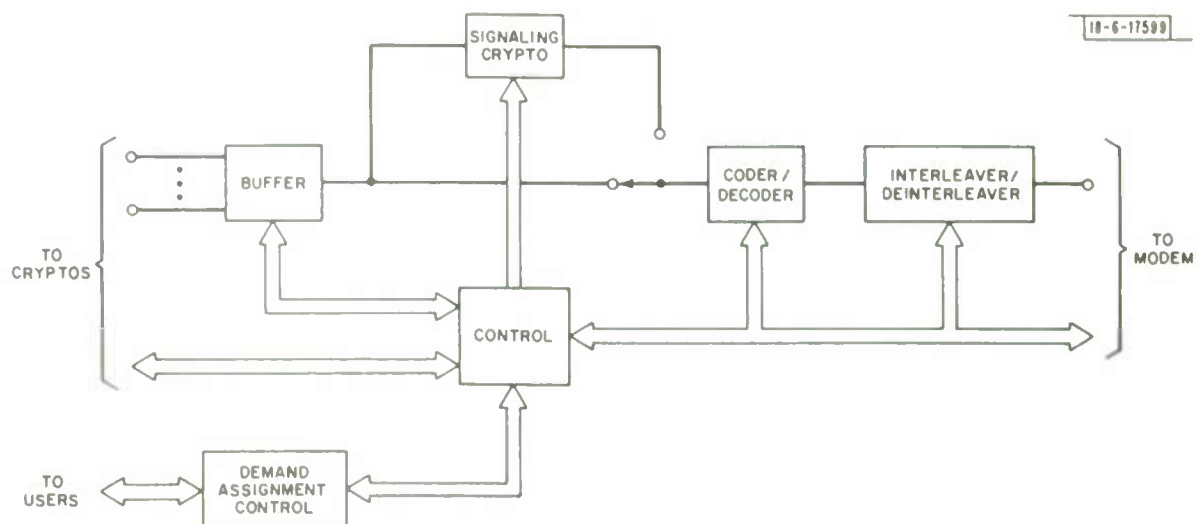 18-6-17599
SIGNALING
CRYPTO
BUFFER
CODER/
DECODER
INTERLEAVER/
DEINTERLEAVER
TO
CRYPTOS
TO
MODEM
CONTROL
TO
USERS
DEMAND
ASSIGNMENT
CONTROL